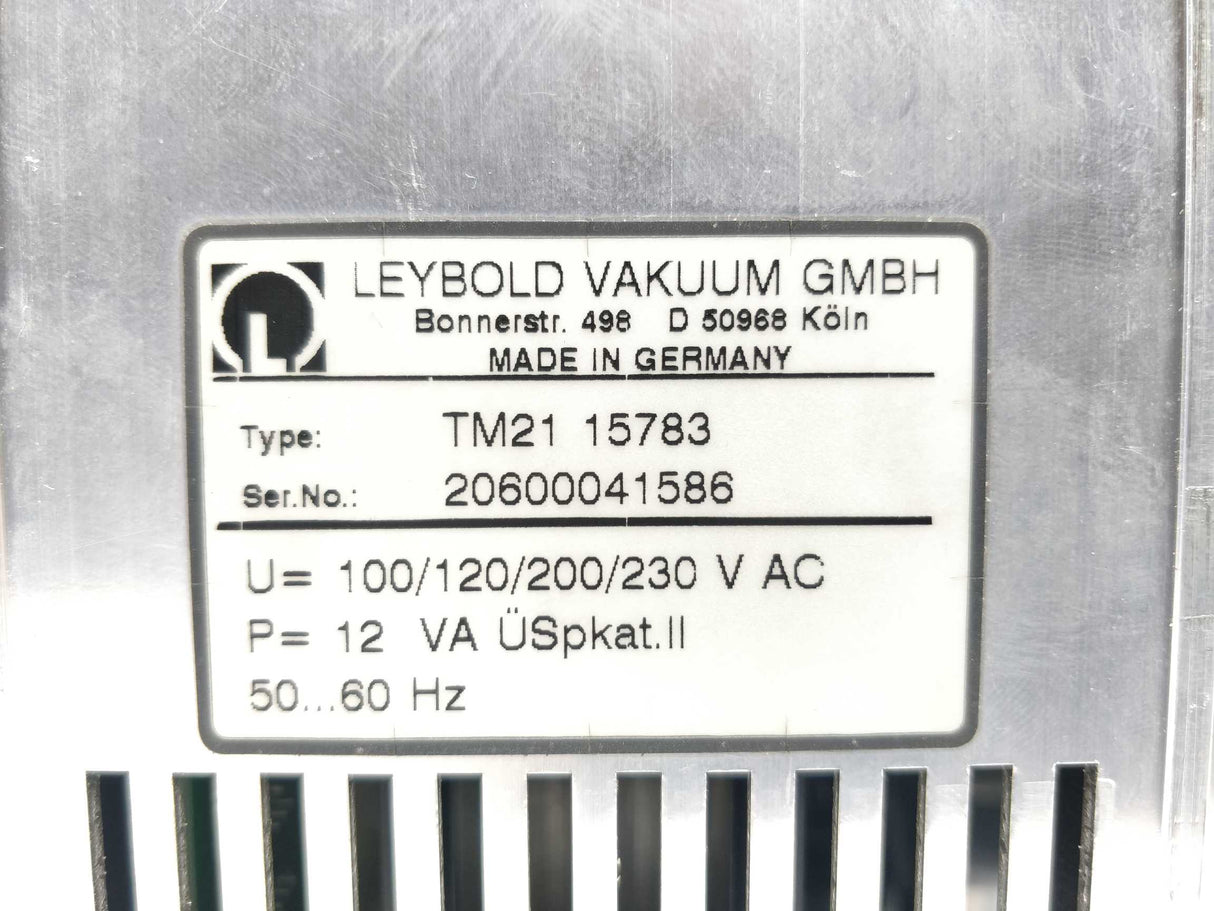 L
LEYBOLD VAKUUM GMBH
Bonnerstr. 498 D 50968 Köln
MADE IN GERMANY
Type: TM21 15783
Ser.No.: 20600041586
U= 100/120/200/230 V AC
P= 12 VA ÜSpkat.II
50...60 Hz